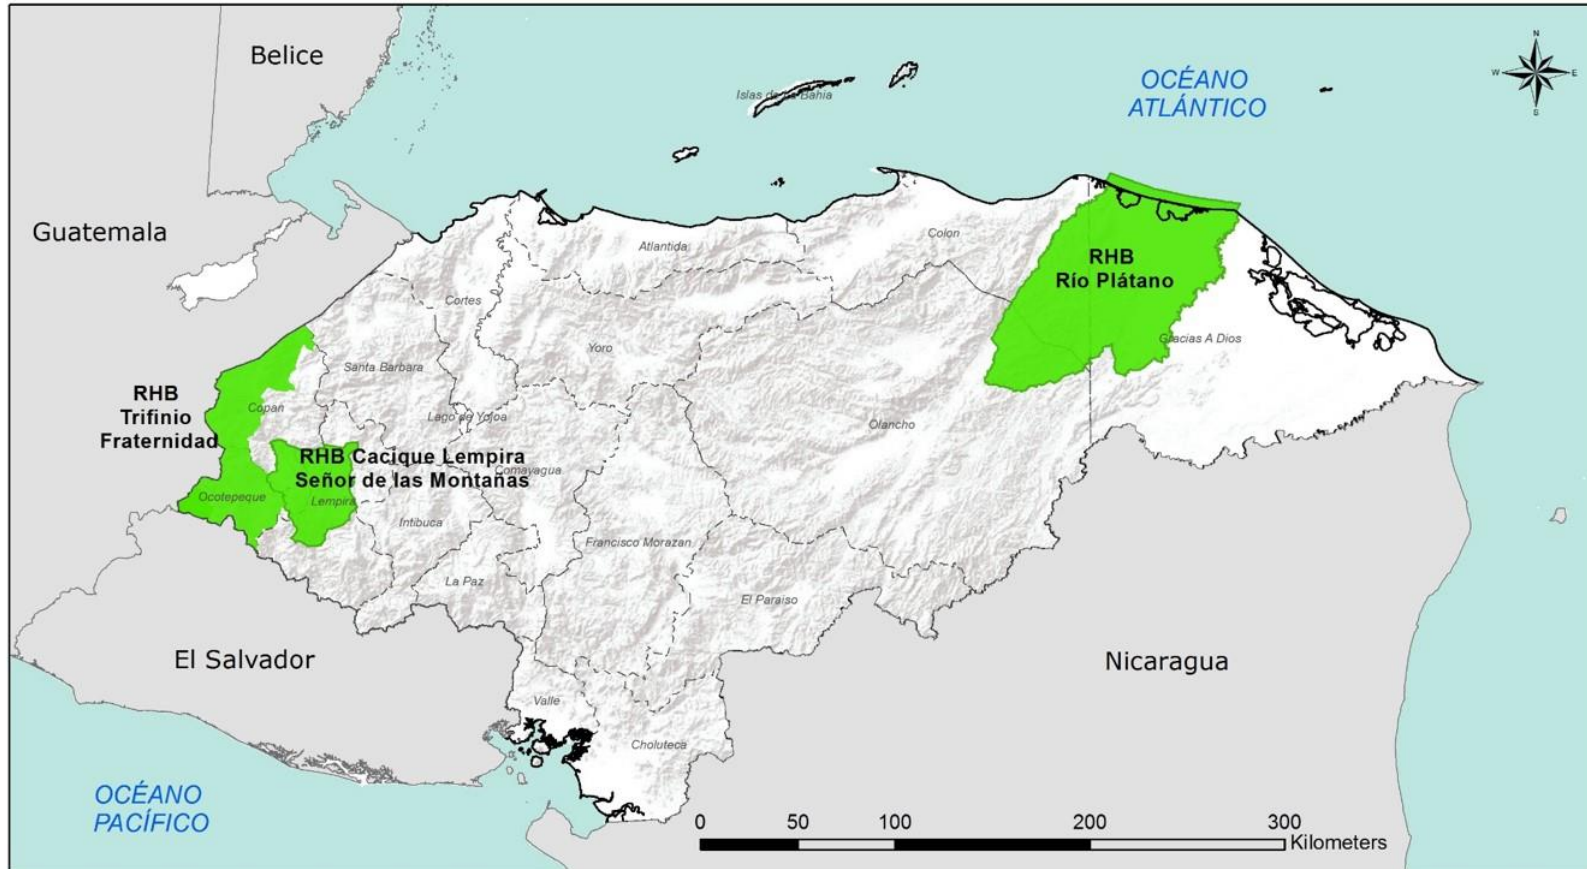 Belice
Guatemala
Islas de La Bahia
OCÉANO
ATLÁNTICO
N
W
E
S
Atlantida
Colon
Cortes
Yoro
Santa Barbara
Lago de Yojoa
RHB
Río Plátano
Gracias A Dios
RHB
Trifinio
Fraternidad
Copan
Olancho
RHB Cacique Lempira
Señor de las Montañas
Comayagua
Ocotepeque
Lempira
Intibuca
Francisco Morazan
La Paz
El Paraiso
El Salvador
Nicaragua
Valle
Choluteca
OCÉANO
PACÍFICO
0 50 100 200 300
Kilometers